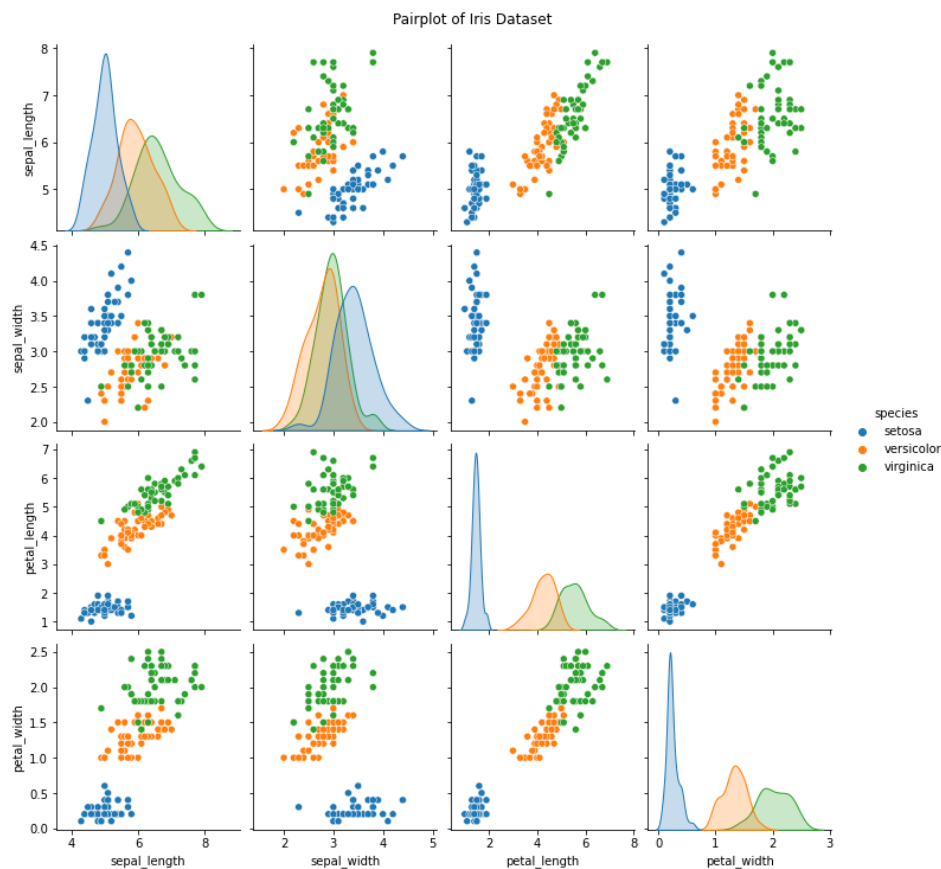 Pairplot of Iris Dataset
8
7
6
5
sepal_length
4.5
4.0
3.5
3.0
2.5
2.0
sepal_width
species
setosa
versicolor
virginica
7
6
5
4
3
2
1
petal_length
2.5
2.0
1.5
1.0
0.5
0.0
petal_width
4 6 8
2 3 4 5
2 4 6 8
0 1 2 3
sepal_length sepal_width petal_length petal_width